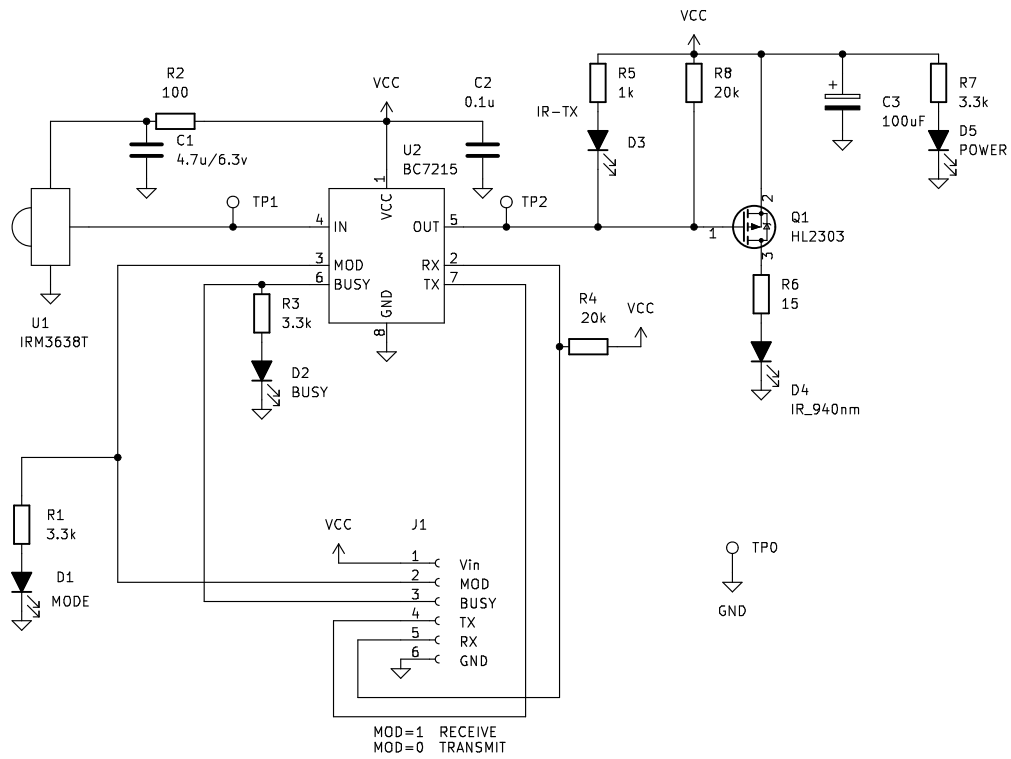 VCC
R2
100
VCC
C2
0.1u
R5
1k
R8
20k
R7
3.3k
IR-TX
+
C3
100uF
C1
4.7u/6.3v
U2
BC7215
D3
D5
POWER
1
VCC
TP1
TP2
2
4
IN
OUT
5
1
Q1
HL2303
3
MOD
RX
2
3
6
BUSY
TX
7
GND
8
R3
3.3k
R4
20k
VCC
R6
15
U1
IRM3638T
D2
BUSY
D4
IR_940nm
R1
3.3k
VCC
J1
D1
MODE
1
Vin
2
MOD
3
BUSY
4
TX
5
RX
6
GND
TP0
GND
MOD=1 RECEIVE
MOD=0 TRANSMIT